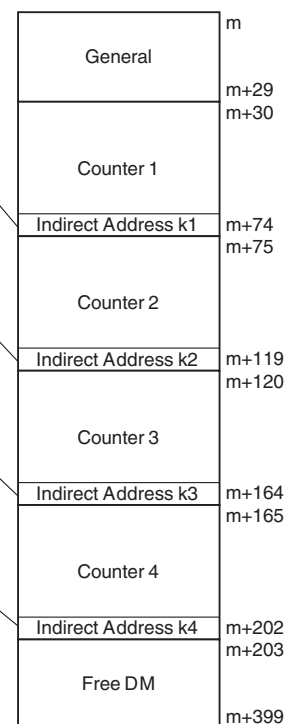 m
General
m+29
m+30
Counter 1
Indirect Address k1 m+74
m+75
Counter 2
Indirect Address k2 m+119
m+120
Counter 3
Indirect Address k3 m+164
m+165
Counter 4
Indirect Address k4 m+202
m+203
Free DM
m+399